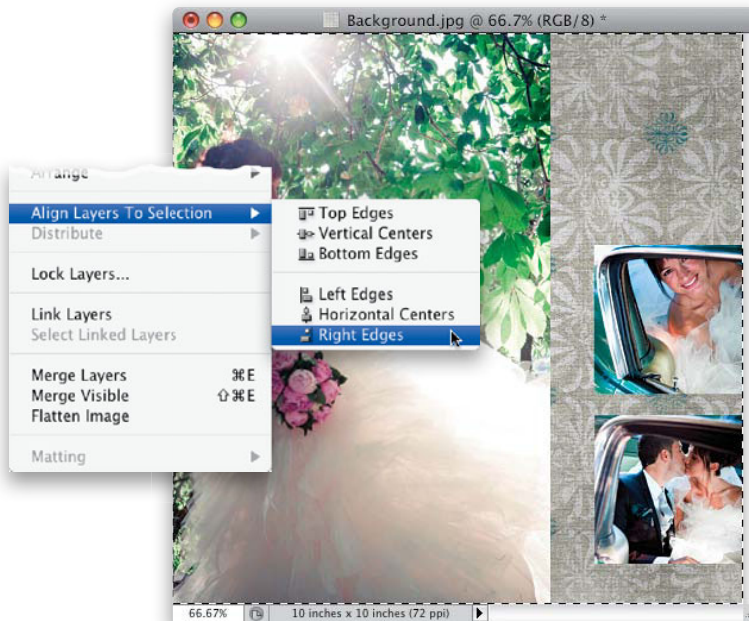 Background.jpg @ 66.7% (RGB/8) *
Arrange
Align Layers To Selection
Distribute
Lock Layers...
Link Layers
Select Linked Layers
Merge Layers ⌘E
Merge Visible ⇧⌘E
Flatten Image
Matting
Top Edges
Vertical Centers
Bottom Edges
Left Edges
Horizontal Centers
Right Edges
66.67% 10 inches x 10 inches (72 ppi)